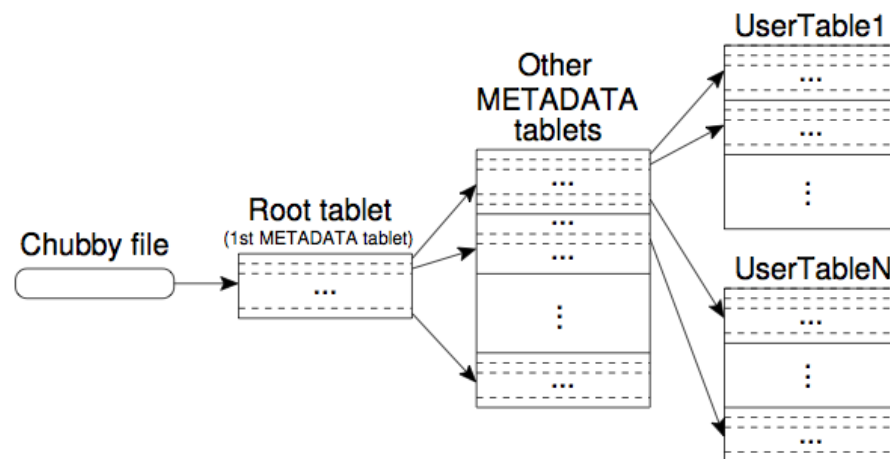 Chubby file
Root tablet
(1st METADATA tablet)
...
Other
METADATA
tablets
...
...
...
...
UserTable1
...
...
UserTableN
...
...